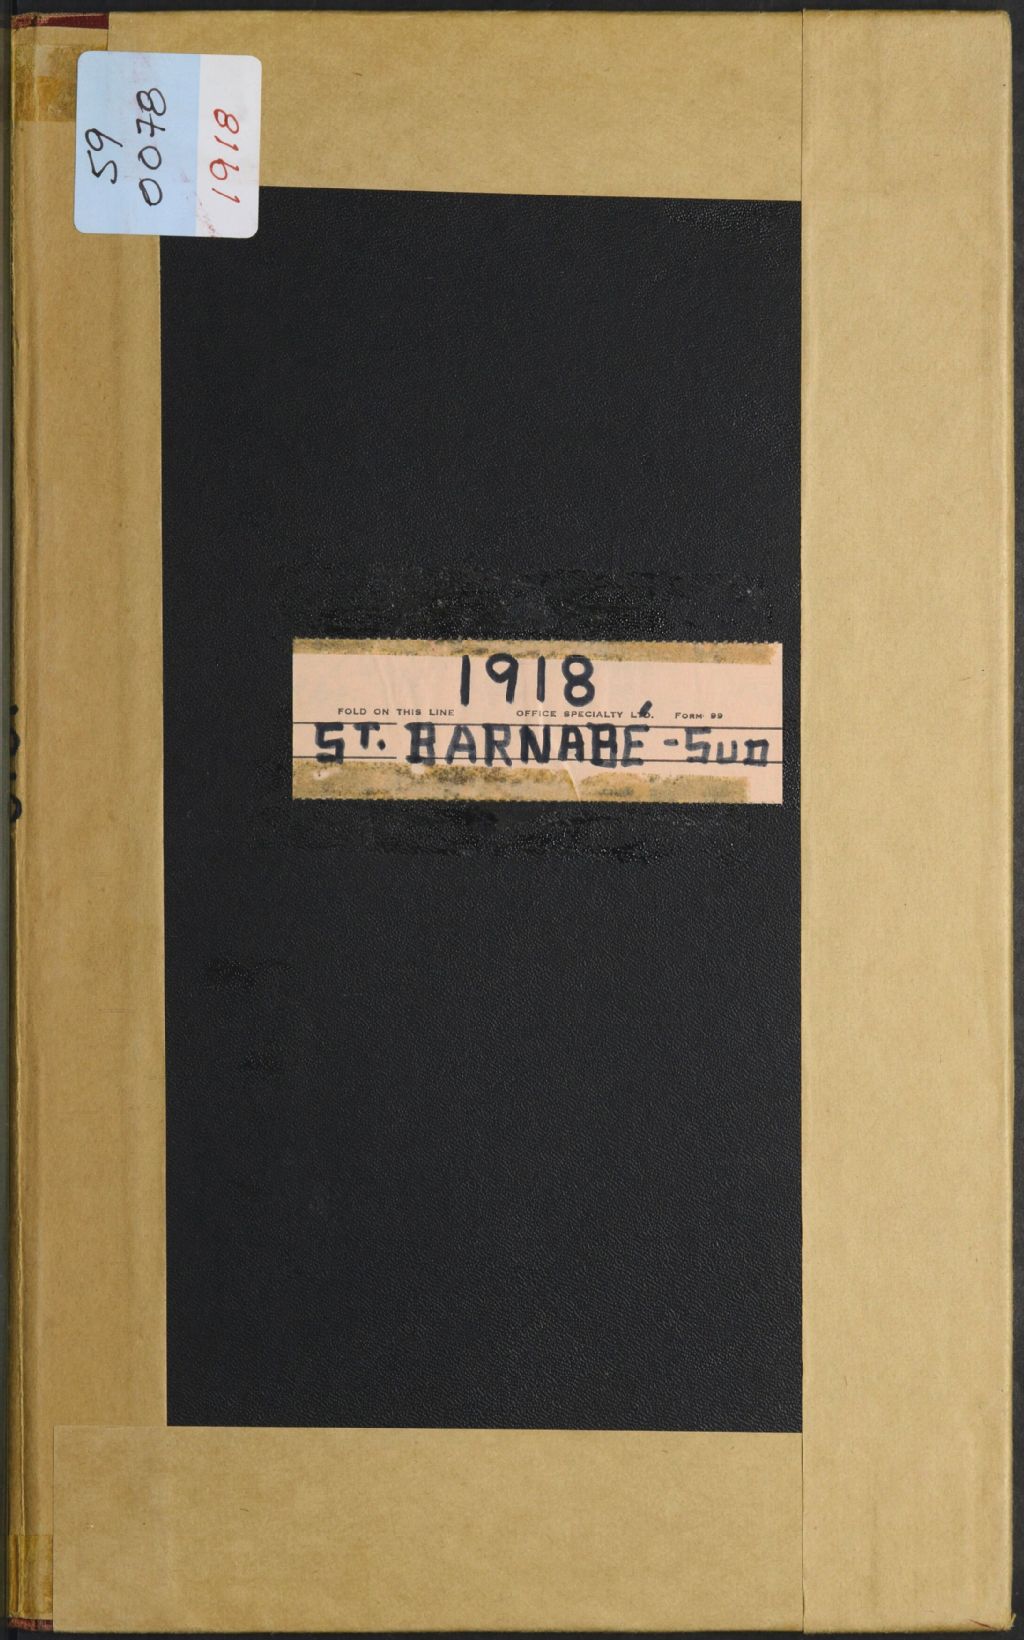 59
0078
1918
1918
FOLD ON THIS LINE OFFICE SPECIALTY LTD. FORM 99
ST. BARNABÉ-SUD